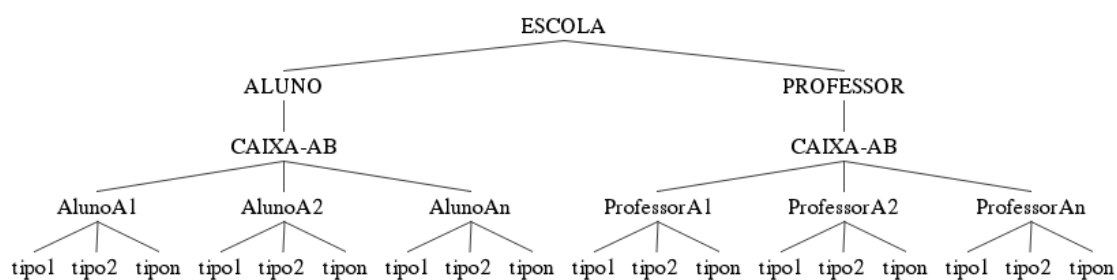 ESCOLA
ALUNO PROFESSOR
CAIXA-AB CAIXA-AB
AlunoA1 AlunoA2 AlunoAn ProfessorA1 ProfessorA2 ProfessorAn
tipo1 tipo2 tipon tipo1 tipo2 tipon tipo1 tipo2 tipon tipo1 tipo2 tipon tipo1 tipo2 tipon tipo1 tipo2 tipon